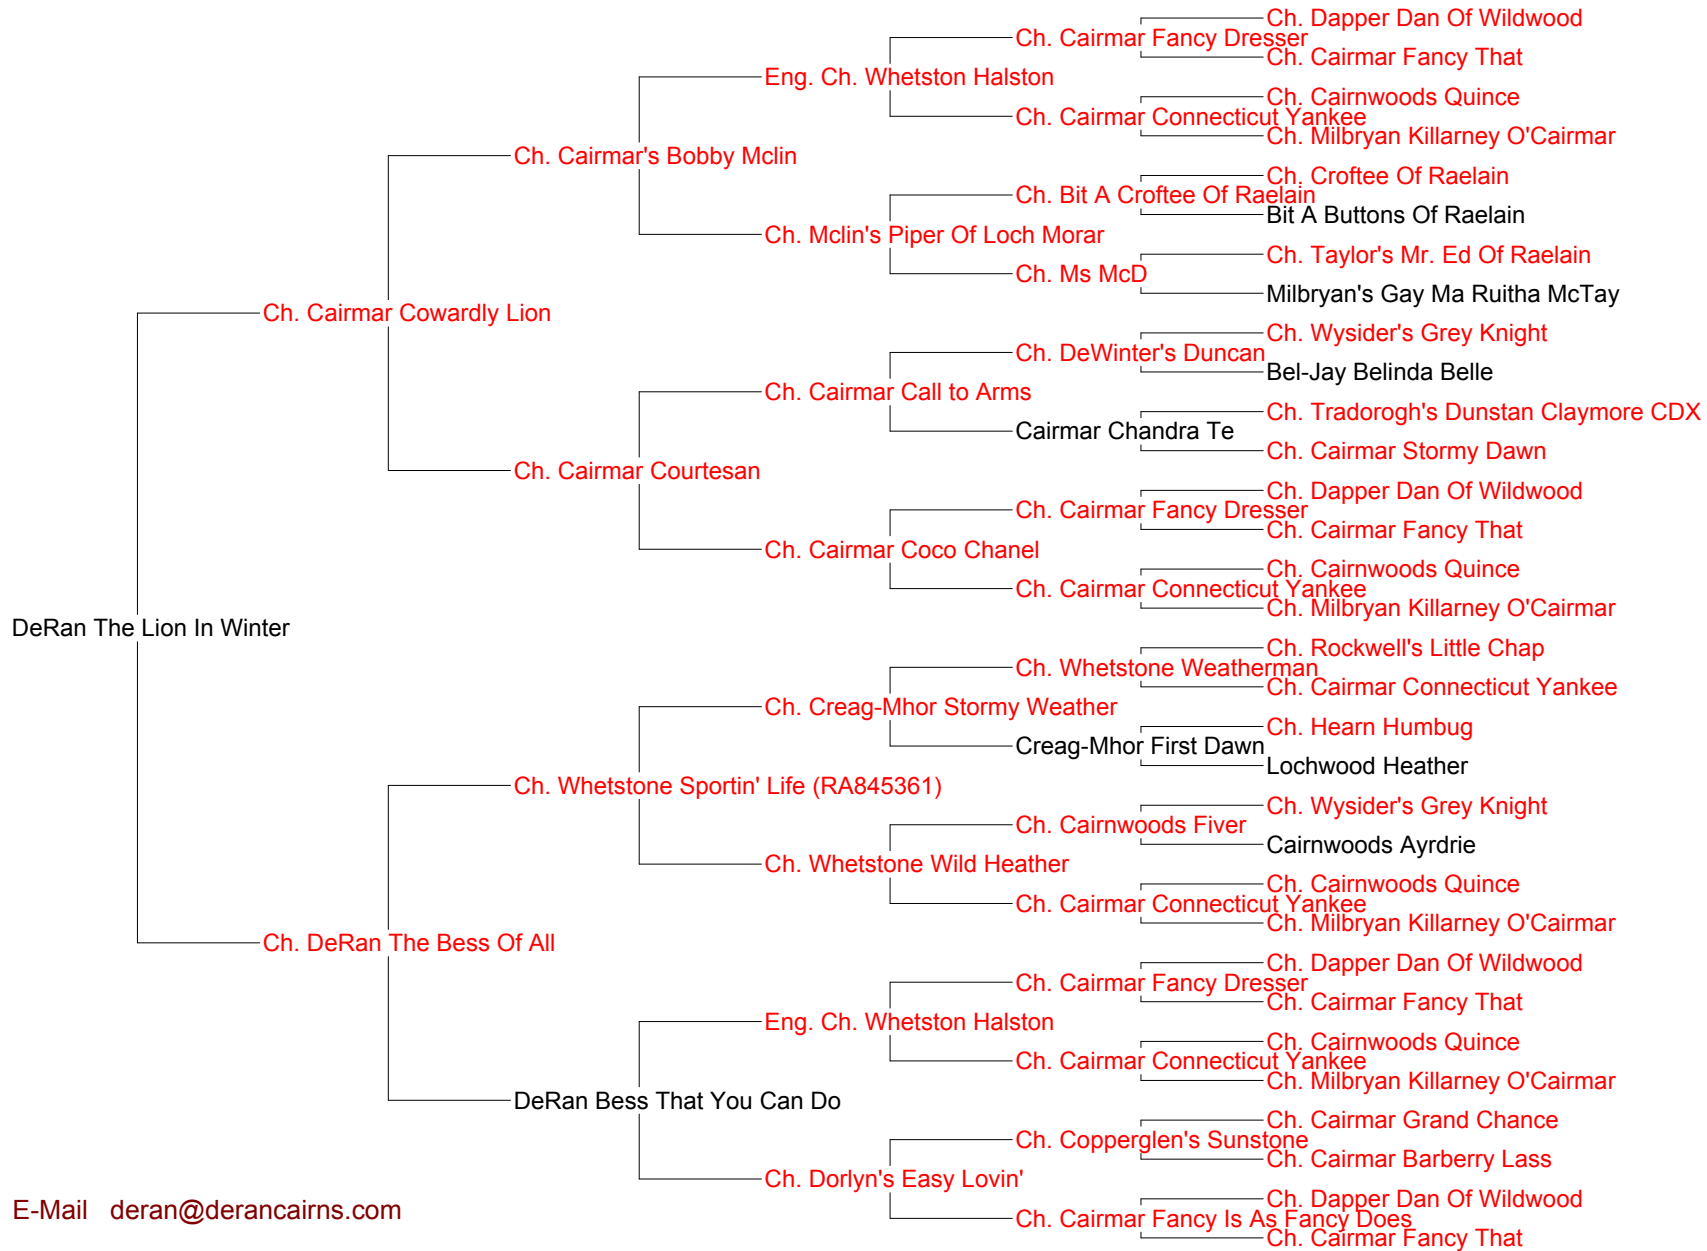 Ch. Dapper Dan Of Wildwood
Ch. Cairmar Fancy Dresser
Ch. Cairmar Fancy That
Eng. Ch. Whetston Halston
Ch. Cairnwoods Quince
Ch. Cairmar Connecticut Yankee
Ch. Milbryan Killarney O'Cairmar
Ch. Cairmar's Bobby Mclin
Ch. Croftee Of Raelain
Ch. Bit A Croftee Of Raelain
Bit A Buttons Of Raelain
Ch. Mclin's Piper Of Loch Morar
Ch. Taylor's Mr. Ed Of Raelain
Ch. Ms McD
Milbryan's Gay Ma Ruitha McTay
Ch. Cairmar Cowardly Lion
Ch. Wysider's Grey Knight
Ch. DeWinter's Duncan
Bel-Jay Belinda Belle
Ch. Cairmar Call to Arms
Ch. Tradorogh's Dunstan Claymore CDX
Cairmar Chandra Te
Ch. Cairmar Stormy Dawn
Ch. Cairmar Courtesan
Ch. Dapper Dan Of Wildwood
Ch. Cairmar Fancy Dresser
Ch. Cairmar Fancy That
Ch. Cairmar Coco Chanel
Ch. Cairnwoods Quince
Ch. Cairmar Connecticut Yankee
Ch. Milbryan Killarney O'Cairmar
DeRan The Lion In Winter
Ch. Rockwell's Little Chap
Ch. Whetstone Weatherman
Ch. Cairmar Connecticut Yankee
Ch. Creag-Mhor Stormy Weather
Ch. Hearn Humbug
Creag-Mhor First Dawn
Lochwood Heather
Ch. Whetstone Sportin' Life (RA845361)
Ch. Wysider's Grey Knight
Ch. Cairnwoods Fiver
Cairnwoods Ayrdrie
Ch. Whetstone Wild Heather
Ch. Cairnwoods Quince
Ch. Cairmar Connecticut Yankee
Ch. Milbryan Killarney O'Cairmar
Ch. DeRan The Bess Of All
Ch. Dapper Dan Of Wildwood
Ch. Cairmar Fancy Dresser
Ch. Cairmar Fancy That
Eng. Ch. Whetston Halston
Ch. Cairnwoods Quince
Ch. Cairmar Connecticut Yankee
Ch. Milbryan Killarney O'Cairmar
DeRan Bess That You Can Do
Ch. Cairmar Grand Chance
Ch. Copperglen's Sunstone
Ch. Cairmar Barberry Lass
Ch. Dorlyn's Easy Lovin'
Ch. Dapper Dan Of Wildwood
Ch. Cairmar Fancy Is As Fancy Does
Ch. Cairmar Fancy That
E-Mail deran@derancairns.com